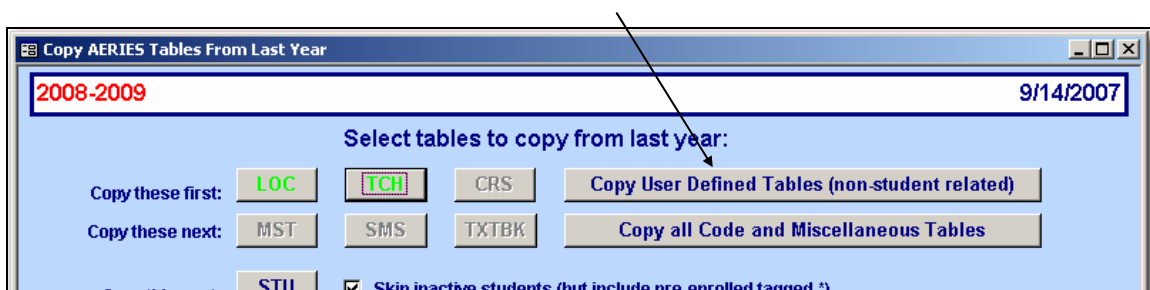 Copy AERIES Tables From Last Year
2008-2009 9/14/2007
Select tables to copy from last year:
Copy these first: LOC TCH CRS Copy User Defined Tables (non-student related)
Copy these next: MST SMS TXTBK Copy all Code and Miscellaneous Tables
STU Skip inactive students (but include pre-enrolled tagged *)